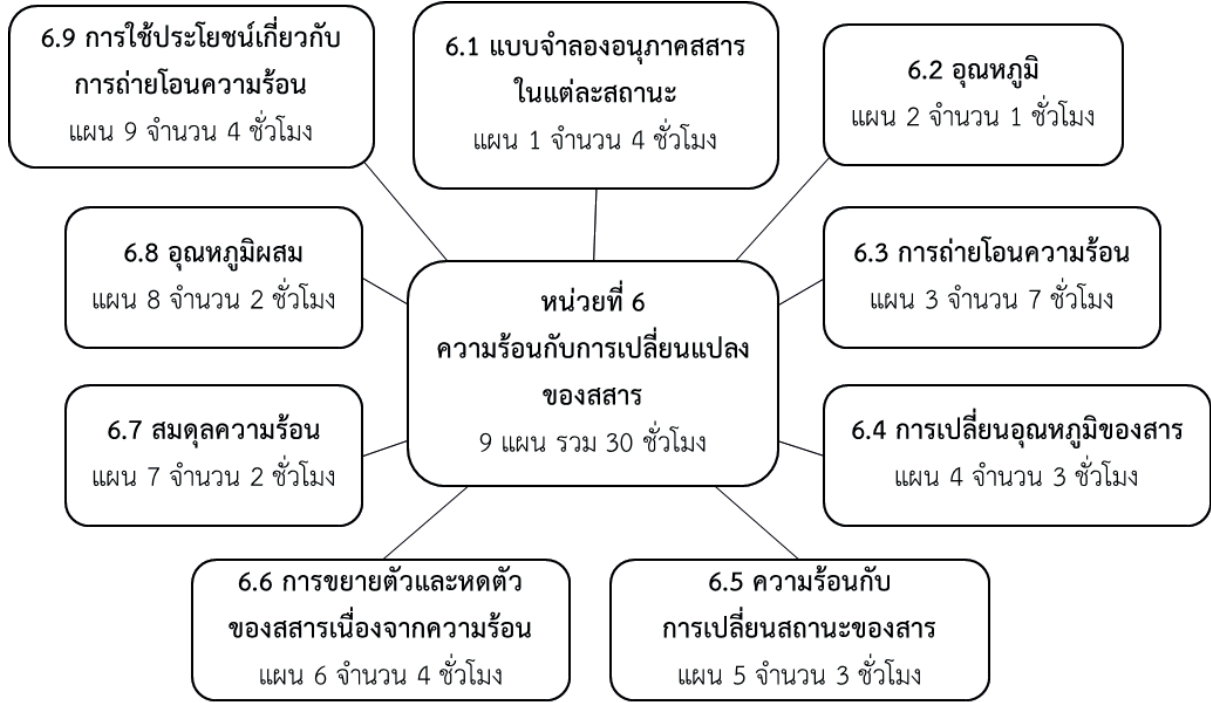 6.9 การใช้ประโยชน์เกี่ยวกับ
การถ่ายโอนความร้อน
แผน 9 จำนวน 4 ชั่วโมง
6.1 แบบจำลองอนุภาคสสาร
ในแต่ละสถานะ
แผน 1 จำนวน 4 ชั่วโมง
6.2 อุณหภูมิ
แผน 2 จำนวน 1 ชั่วโมง
6.8 อุณหภูมิผสม
แผน 8 จำนวน 2 ชั่วโมง
หน่วยที่ 6
ความร้อนกับการเปลี่ยนแปลง
ของสสาร
9 แผน รวม 30 ชั่วโมง
6.3 การถ่ายโอนความร้อน
แผน 3 จำนวน 7 ชั่วโมง
6.7 สมดุลความร้อน
แผน 7 จำนวน 2 ชั่วโมง
6.4 การเปลี่ยนอุณหภูมิของสาร
แผน 4 จำนวน 3 ชั่วโมง
6.6 การขยายตัวและหดตัว
ของสสารเนื่องจากความร้อน
แผน 6 จำนวน 4 ชั่วโมง
6.5 ความร้อนกับ
การเปลี่ยนสถานะของสาร
แผน 5 จำนวน 3 ชั่วโมง